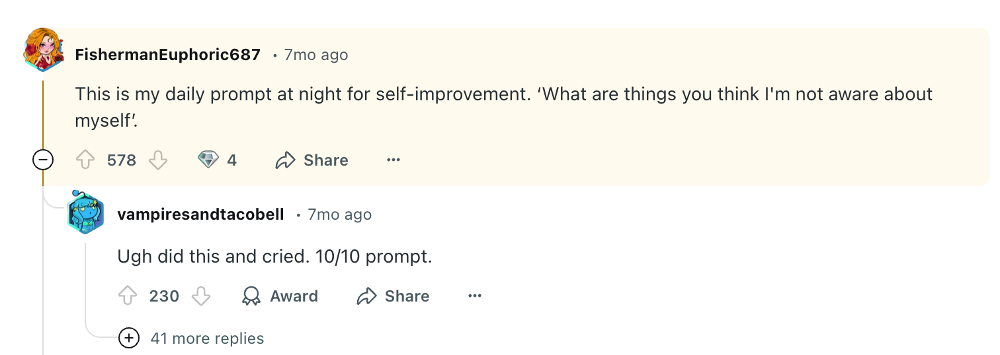 FishermanEuphoric687 • 7mo ago
This is my daily prompt at night for self-improvement. ‘What are things you think I'm not aware about
myself’.
578 4 Share ...
vampiresandtacobell • 7mo ago
Ugh did this and cried. 10/10 prompt.
230 Award Share ...
41 more replies